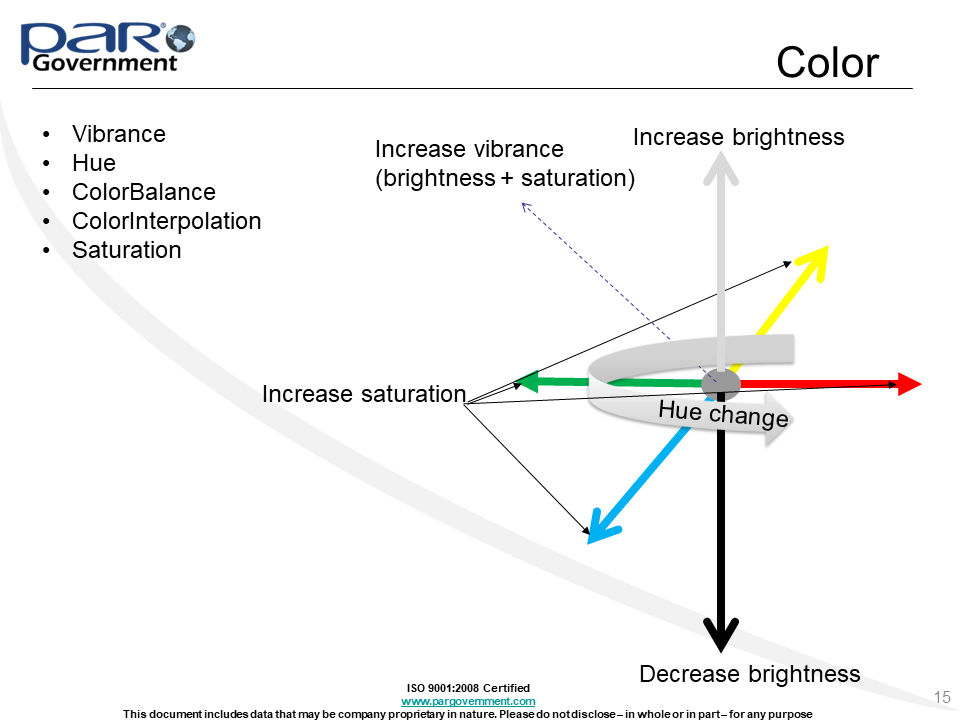 PAR® Government
Color
• Vibrance
• Hue
• ColorBalance
• ColorInterpolation
• Saturation
Increase vibrance
(brightness + saturation)
Increase brightness
Increase saturation
Hue change
Decrease brightness
ISO 9001:2008 Certified
www.pargovernment.com
This document includes data that may be company proprietary in nature. Please do not disclose – in whole or in part – for any purpose
15